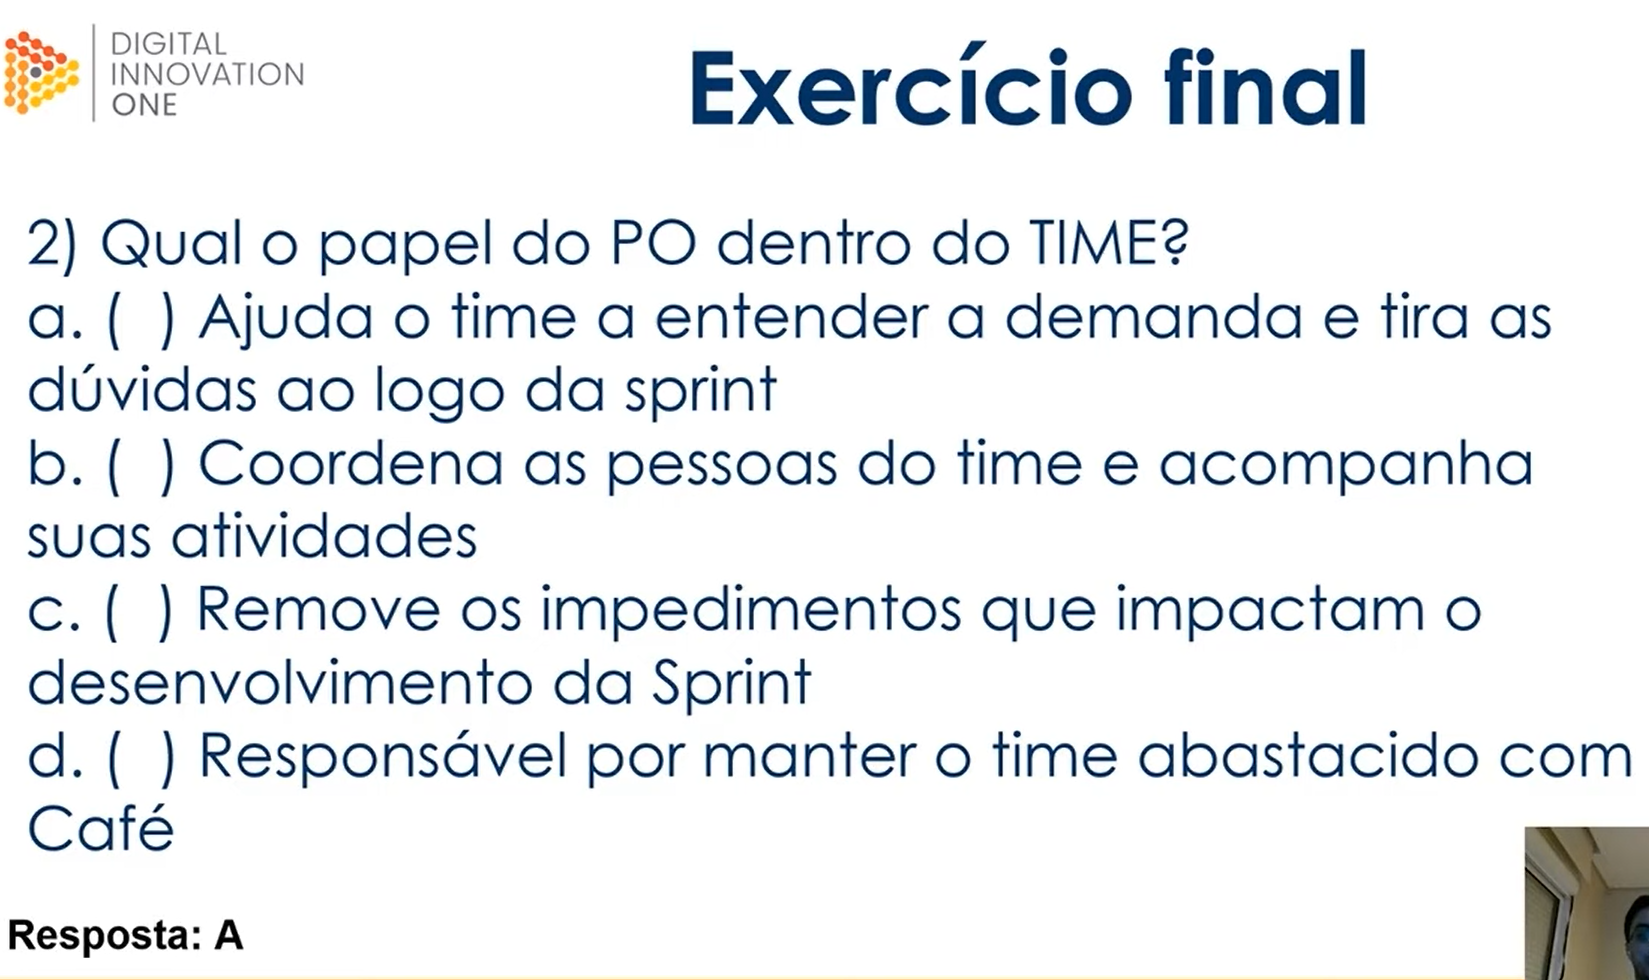 DIGITAL
INNOVATION
ONE
Exercício final
2) Qual o papel do PO dentro do TIME?
a. (  ) Ajuda o time a entender a demanda e tira as
dúvidas ao logo da sprint
b. (  ) Coordena as pessoas do time e acompanha
suas atividades
c. (  ) Remove os impedimentos que impactam o
desenvolvimento da Sprint
d. (  ) Responsável por manter o time abastacido com
Café
Resposta: A